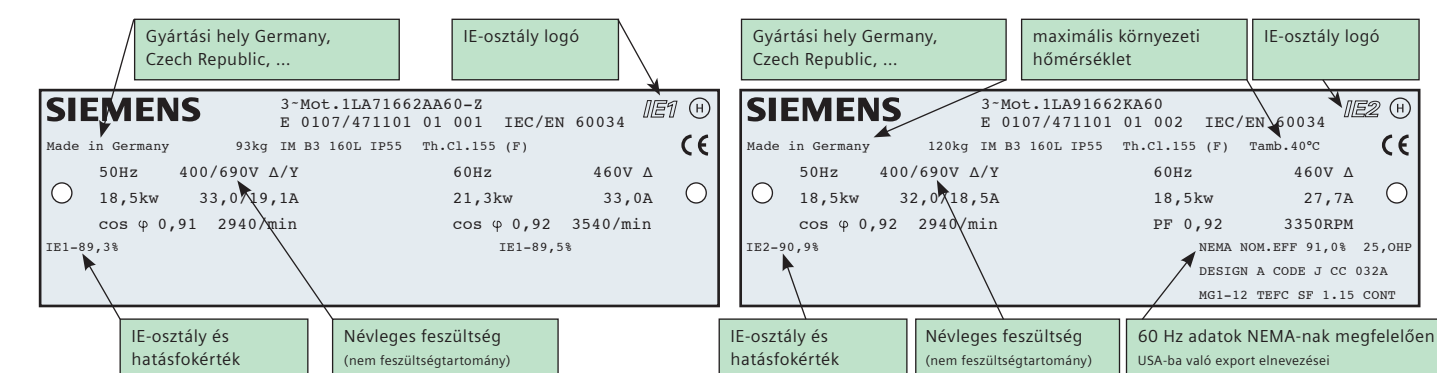 Gyártási hely Germany,
Czech Republic, ...
IE-osztály logó
SIEMENS
3~Mot.1LA71662AA60-Z
IE1 H
E 0107/471101 01 001 IEC/EN 60034
Made in Germany 93kg IM B3 160L IP55 Th.Cl.155 (F) CE
50Hz 400/690V Δ/Y 60Hz 460V Δ
18,5kw 33,0/19,1A 21,3kw 33,0A
cos φ 0,91 2940/min cos φ 0,92 3540/min
IE1-89,3% IE1-89,5%
IE-osztály és
hatásfokérték
Névleges feszültség
(nem feszültségtartomány)
Gyártási hely Germany,
Czech Republic, ...
maximális környezeti
hőmérséklet
IE-osztály logó
SIEMENS
3~Mot.1LA91662KA60
IE2 H
E 0107/471101 01 002 IEC/EN 60034
Made in Germany 120kg IM B3 160L IP55 Th.Cl.155 (F) Tamb.40°C CE
50Hz 400/690V Δ/Y 60Hz 460V Δ
18,5kw 32,0/18,5A 18,5kw 27,7A
cos φ 0,92 2940/min PF 0,92 3350RPM
IE2-90,9% NEMA NOM.EFF 91,0% 25,OHP
DESIGN A CODE J CC 032A
MG1-12 TEFC SF 1.15 CONT
IE-osztály és
hatásfokérték
Névleges feszültség
(nem feszültségtartomány)
60 Hz adatok NEMA-nak megfelelően
USA-ba való export elnevezései